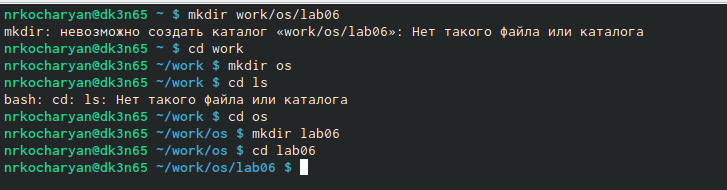 nrkocharyan@dk3n65 ~ $ mkdir work/os/lab06
mkdir: невозможно создать каталог «work/os/lab06»: Нет такого файла или каталога
nrkocharyan@dk3n65 ~ $ cd work
nrkocharyan@dk3n65 ~/work $ mkdir os
nrkocharyan@dk3n65 ~/work $ cd ls
bash: cd: ls: Нет такого файла или каталога
nrkocharyan@dk3n65 ~/work $ cd os
nrkocharyan@dk3n65 ~/work/os $ mkdir lab06
nrkocharyan@dk3n65 ~/work/os $ cd lab06
nrkocharyan@dk3n65 ~/work/os/lab06 $